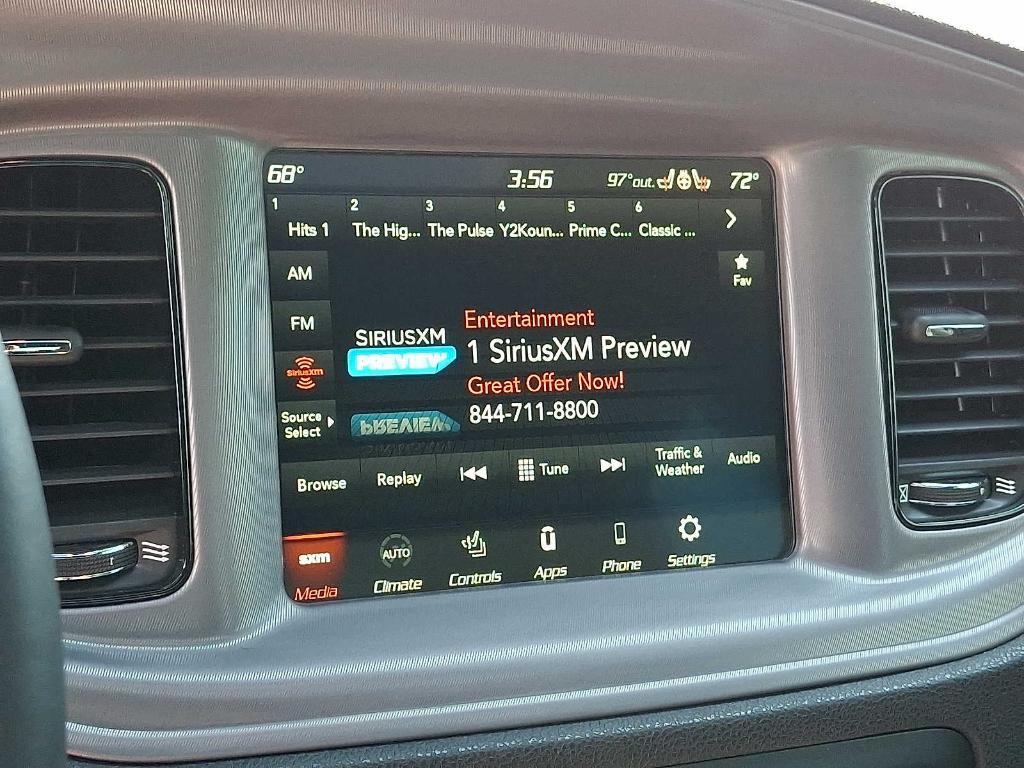 68° 3:56 97°out. 72°
1 2 3 4 5 6
Hits 1 The Hig... The Pulse Y2Koun... Prime C... Classic ...
AM
Fav
FM
SIRIUSXM
PREVIEW
Entertainment
1 SiriusXM Preview
Great Offer Now!
844-711-8800
SiriusXM
Source
Select
PREVIEW
Browse Replay Tune Traffic &
Weather Audio
sxm AUTO
Media Climate Controls Apps Phone Settings